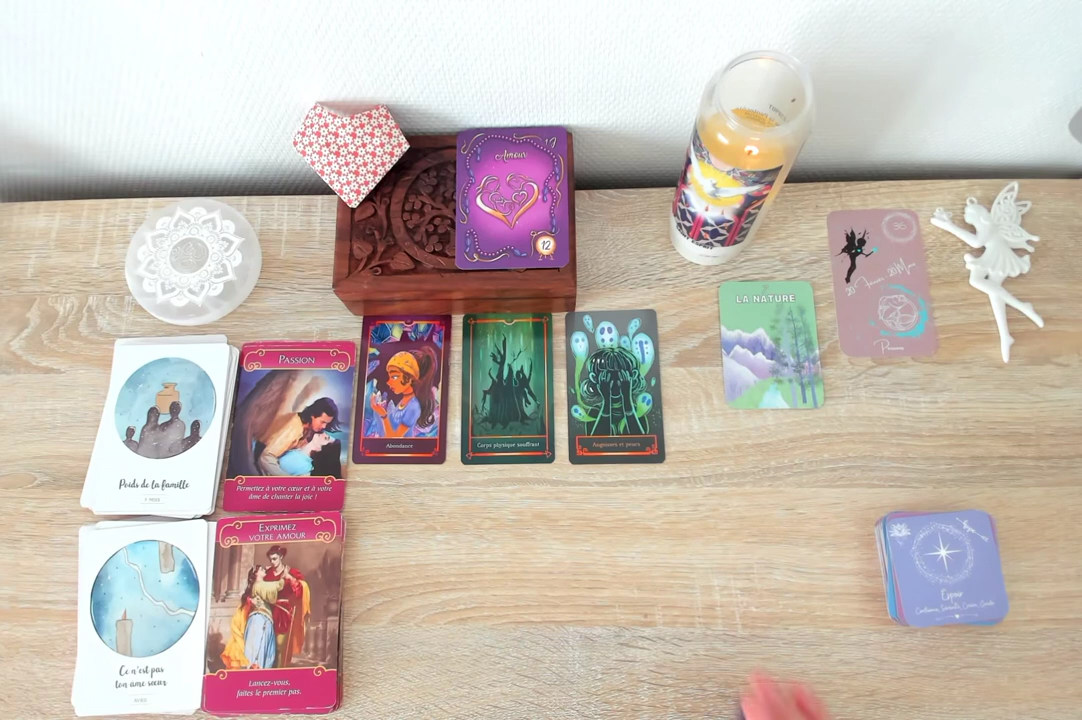 Amour
12
LA NATURE
Poissons
Poids de la famille
PASSION
Permettez à votre cœur et à votre
âme de chanter la joie !
Abondance
Corps physique souffrant
Angoisses et peurs
Ce n'est pas
ton âme sœur
EXPRIMEZ
VOTRE AMOUR
Lancez-vous,
faites le premier pas.
Espoir